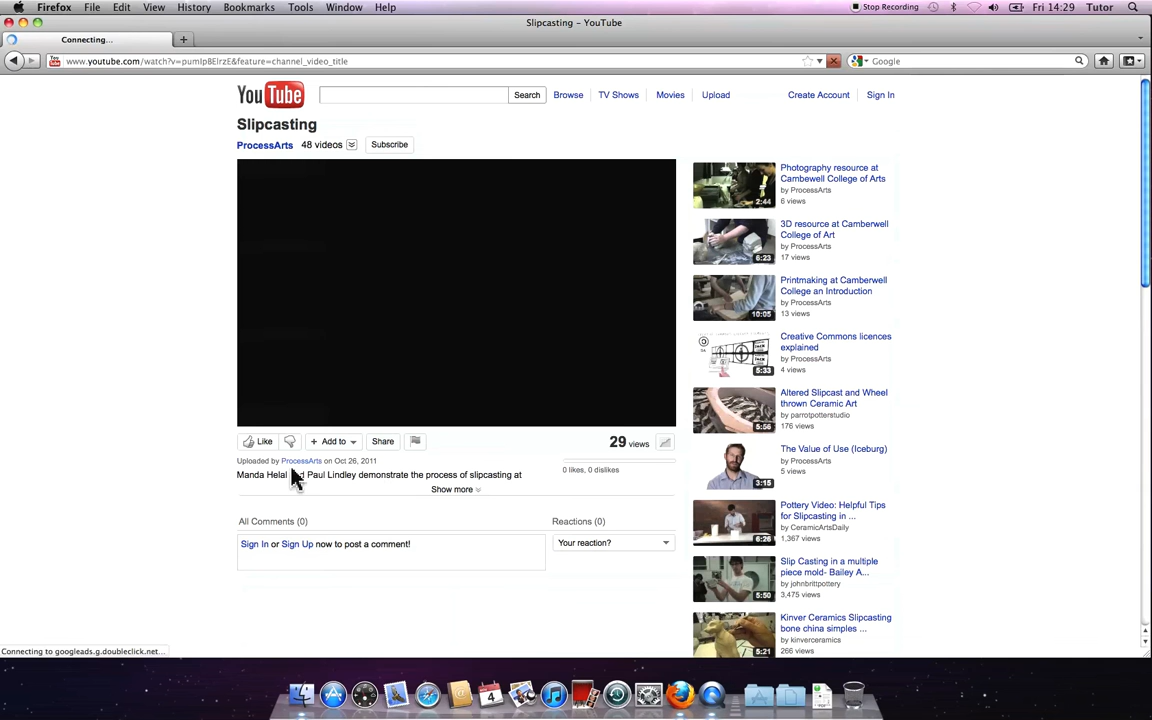 Firefox File Edit View History Bookmarks Tools Window Help Stop Recording Fri 14:29 Tutor
Slipcasting – YouTube
Connecting...
www.youtube.com/watch?v=pumIpBEIrzE&feature=channel_video_title Google
YouTube Search Browse TV Shows Movies Upload Create Account Sign In
Slipcasting
ProcessArts 48 videos Subscribe
Like Add to Share 29 views
Uploaded by ProcessArts on Oct 26, 2011
0 likes, 0 dislikes
Manda Helal Paul Lindley demonstrate the process of slipcasting at
Show more
All Comments (0)
Sign In or Sign Up now to post a comment!
Reactions (0)
Your reaction?
Photography resource at
Cambewell College of Arts
by ProcessArts
6 views
2:44
3D resource at Camberwell
College of Art
by ProcessArts
17 views
6:23
Printmaking at Camberwell
College an Introduction
by ProcessArts
13 views
10:05
Creative Commons licences
explained
by ProcessArts
4 views
5:33
Altered Slipcast and Wheel
thrown Ceramic Art
by parrotpotterstudio
176 views
5:56
The Value of Use (Iceburg)
by ProcessArts
5 views
3:15
Pottery Video: Helpful Tips
for Slipcasting in ...
by CeramicArtsDaily
1,367 views
6:26
Slip Casting in a multiple
piece mold- Bailey A...
by johnbrittpottery
3,475 views
5:50
Kinver Ceramics Slipcasting
bone china simples ...
by kinverceramics
266 views
5:21
Connecting to googleads.g.doubleclick.net...
4